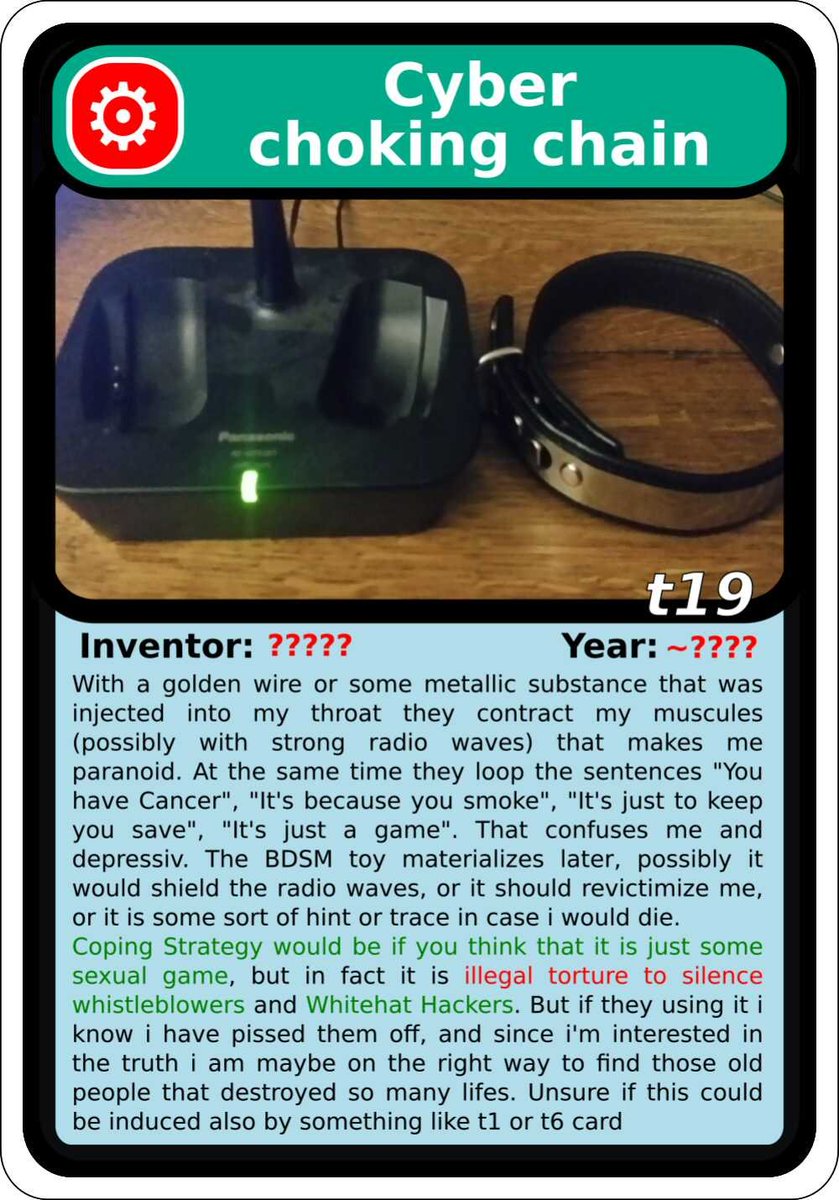 Cyber
choking chain
Panasonic
t19
Inventor: ?????
Year: ~????
With a golden wire or some metallic substance that was
injected into my throat they contract my muscules
(possibly with strong radio waves) that makes me
paranoid. At the same time they loop the sentences "You
have Cancer", "It's because you smoke", "It's just to keep
you save", "It's just a game". That confuses me and
depressiv. The BDSM toy materializes later, possibly it
would shield the radio waves, or it should revictimize me,
or it is some sort of hint or trace in case i would die.
Coping Strategy would be if you think that it is just some
sexual game, but in fact it is illegal torture to silence
whistleblowers and Whitehat Hackers. But if they using it i
know i have pissed them off, and since i'm interested in
the truth i am maybe on the right way to find those old
people that destroyed so many lifes. Unsure if this could
be induced also by something like t1 or t6 card